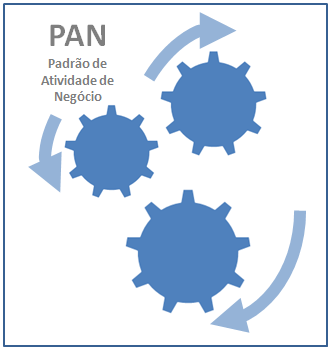 PAN
Padrão de
Atividade de
Negócio